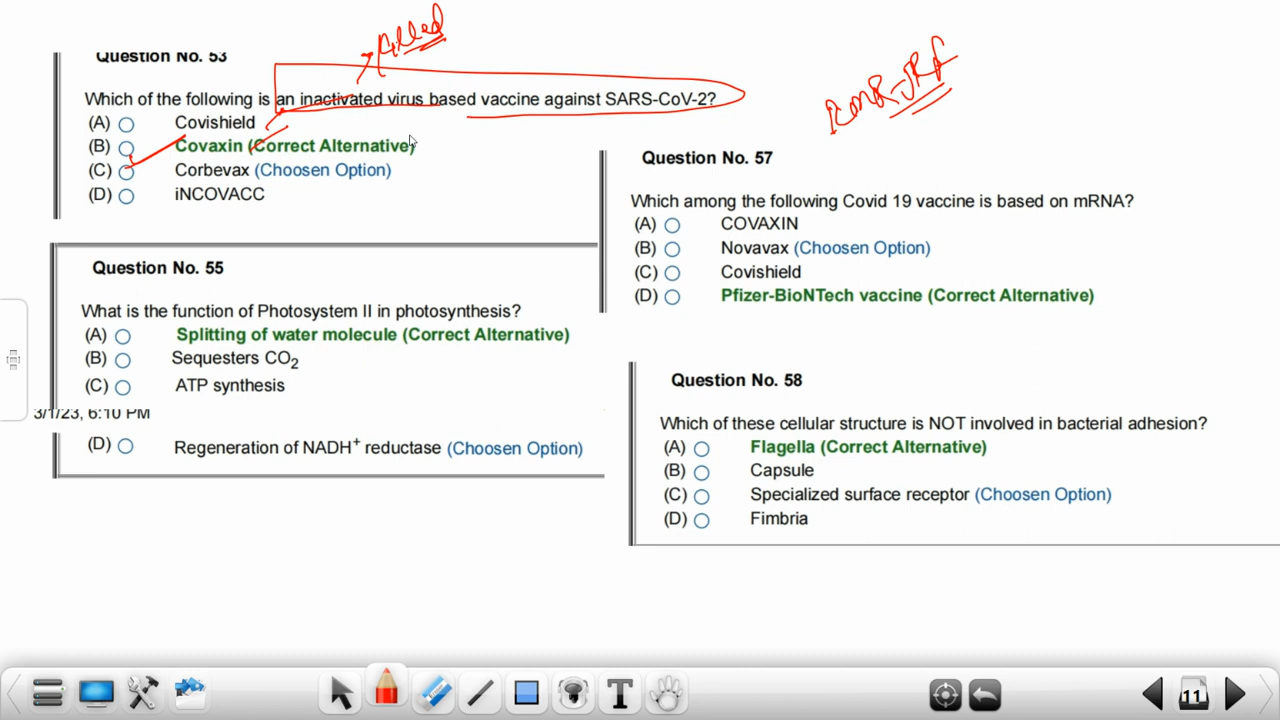 Killed
Question No. 53
Which of the following is an inactivated virus based vaccine against SARS-CoV-2?
(A) Covishield
(B) Covaxin (Correct Alternative)
(C) Corbevax (Choosen Option)
(D) iNCOVACC
Question No. 55
What is the function of Photosystem II in photosynthesis?
(A) Splitting of water molecule (Correct Alternative)
(B) Sequesters CO2
(C) ATP synthesis
3/1/23, 6:10 PM
(D) Regeneration of NADH+ reductase (Choosen Option)
Question No. 57
Which among the following Covid 19 vaccine is based on mRNA?
(A) COVAXIN
(B) Novavax (Choosen Option)
(C) Covishield
(D) Pfizer-BioNTech vaccine (Correct Alternative)
Question No. 58
Which of these cellular structure is NOT involved in bacterial adhesion?
(A) Flagella (Correct Alternative)
(B) Capsule
(C) Specialized surface receptor (Choosen Option)
(D) Fimbria
T
11